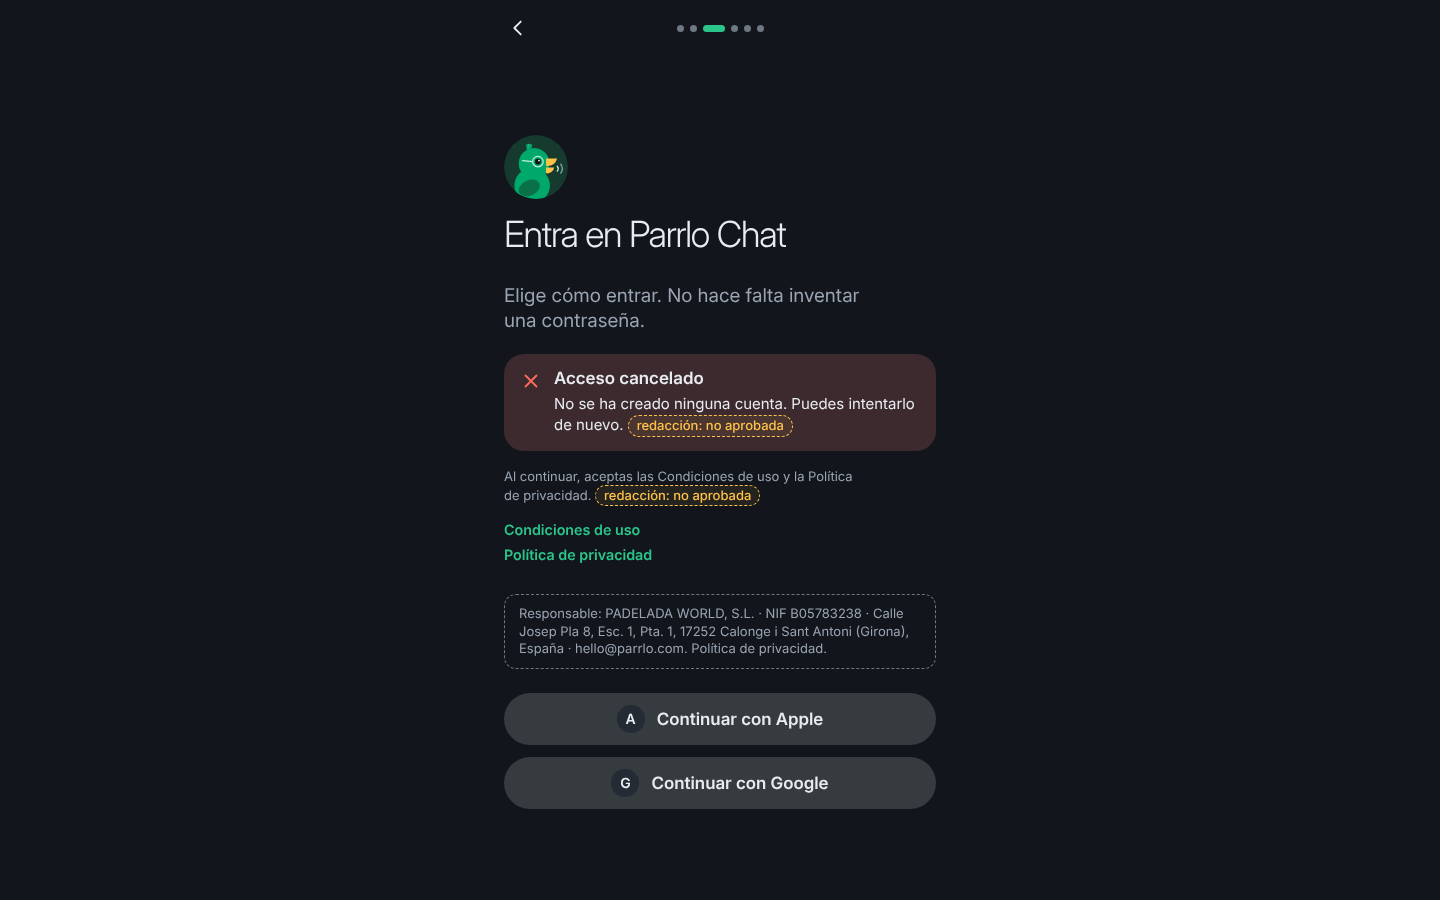 Entra en Parrlo Chat
Elige cómo entrar. No hace falta inventar
una contraseña.
Acceso cancelado
No se ha creado ninguna cuenta. Puedes intentarlo
de nuevo. redacción: no aprobada
Al continuar, aceptas las Condiciones de uso y la Política
de privacidad. redacción: no aprobada
Condiciones de uso
Política de privacidad
Responsable: PADELADA WORLD, S.L. · NIF B05783238 · Calle
Josep Pla 8, Esc. 1, Pta. 1, 17252 Calonge i Sant Antoni (Girona),
España · hello@parrlo.com. Política de privacidad.
A Continuar con Apple
G Continuar con Google